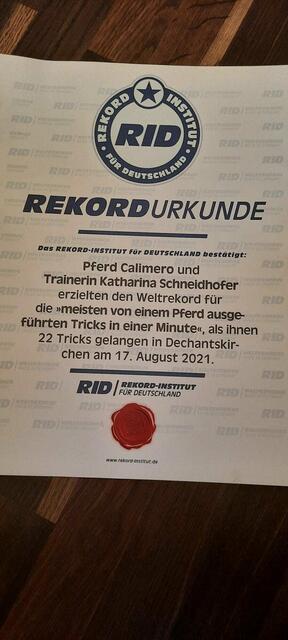 REKORD INSTITUT
RID
FÜR DEUTSCHLAND
REKORDURKUNDE
Das REKORD-INSTITUT für DEUTSCHLAND bestätigt:
Pferd Calimero und
Trainerin Katharina Schneidhofer
erzielten den Weltrekord für
die »meisten von einem Pferd ausge-
führten Tricks in einer Minute«, als ihnen
22 Tricks gelangen in Dechantskir-
chen am 17. August 2021.
RID REKORD-INSTITUT
FÜR DEUTSCHLAND
www.rekord-institut.de